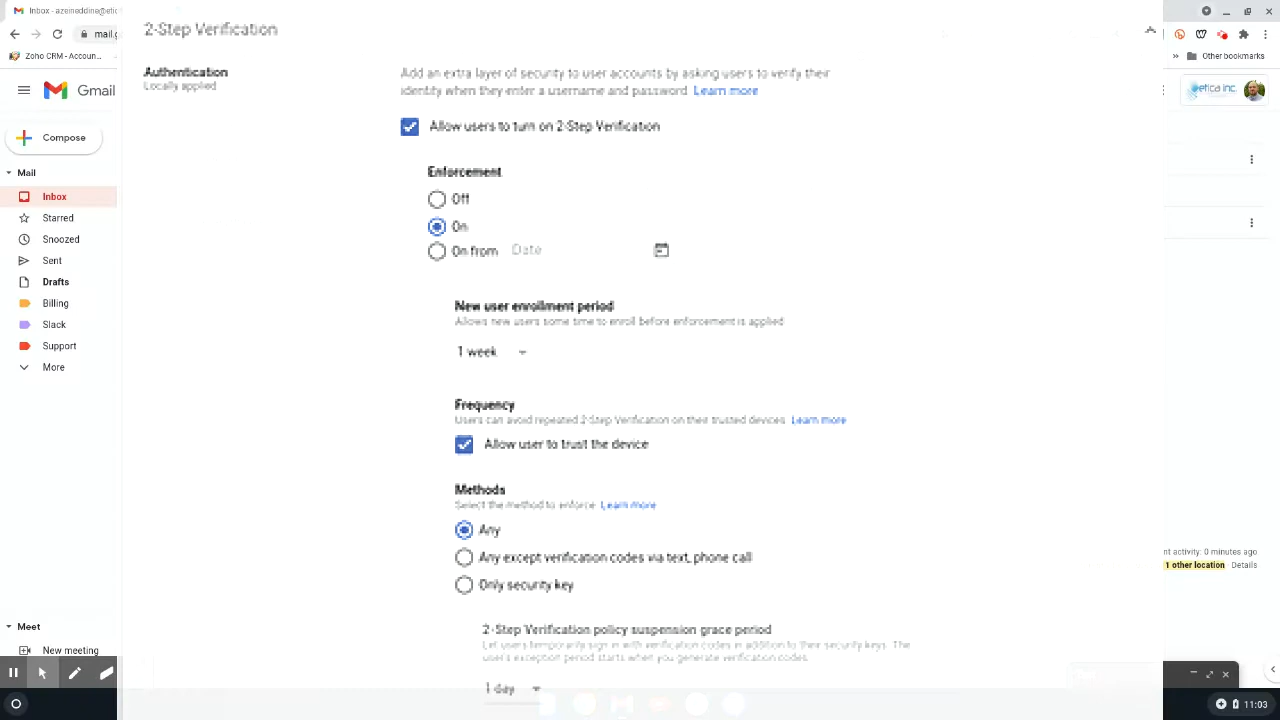 Inbox - azeineddine@etic
mail.g
Zoho CRM - Accoun...
Other bookmarks
Gmail
etica inc.
Compose
Mail
Inbox
Starred
Snoozed
Sent
Drafts
Billing
Slack
Support
More
Meet
New meeting
2-Step Verification
Authentication
Locally applied
Add an extra layer of security to user accounts by asking users to verify their
identity when they enter a username and password. Learn more
Allow users to turn on 2-Step Verification
Enforcement
Off
On
On from Date
New user enrollment period
Allows new users some time to enroll before enforcement is applied
1 week
Frequency
Users can avoid repeated 2-Step Verification on their trusted devices. Learn more
Allow user to trust the device
Methods
Select the method to enforce. Learn more
Any
Any except verification codes via text, phone call
Only security key
2-Step Verification policy suspension grace period
Let users temporarily sign in with verification codes in addition to their security keys. The
user's exception period starts when you generate verification codes.
1 day
nt activity: 0 minutes ago
1 other location · Details
11:03